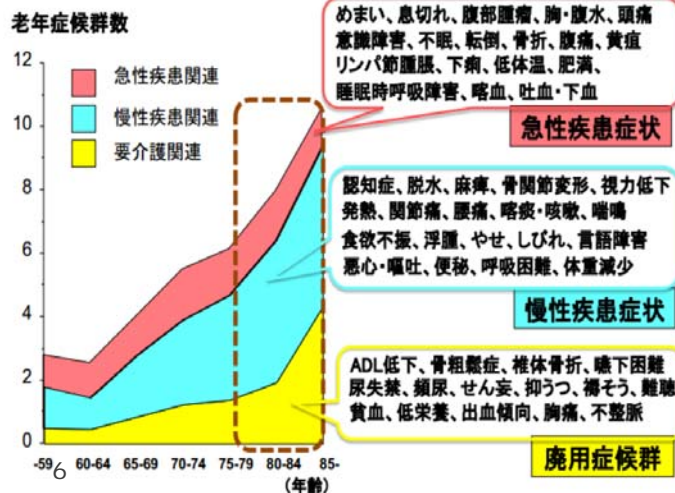 老年症候群数
12
10
8
6
4
2
0
急性疾患関連
慢性疾患関連
要介護関連
-59
60-64
65-69
70-74
75-79
80-84
85-
(年齢)
6
めまい、息切れ、腹部腫瘤、胸・腹水、頭痛
意識障害、不眠、転倒、骨折、腹痛、黄疸
リンパ節腫脹、下痢、低体温、肥満、
睡眠時呼吸障害、喀血、吐血・下血
急性疾患症状
認知症、脱水、麻痺、骨関節変形、視力低下
発熱、関節痛、腰痛、喀痰・咳嗽、喘鳴
食欲不振、浮腫、やせ、しびれ、言語障害
悪心・嘔吐、便秘、呼吸困難、体重減少
慢性疾患症状
ADL低下、骨粗鬆症、椎体骨折、嚥下困難
尿失禁、頻尿、せん妄、抑うつ、褥そう、難聴
貧血、低栄養、出血傾向、胸痛、不整脈
廃用症候群